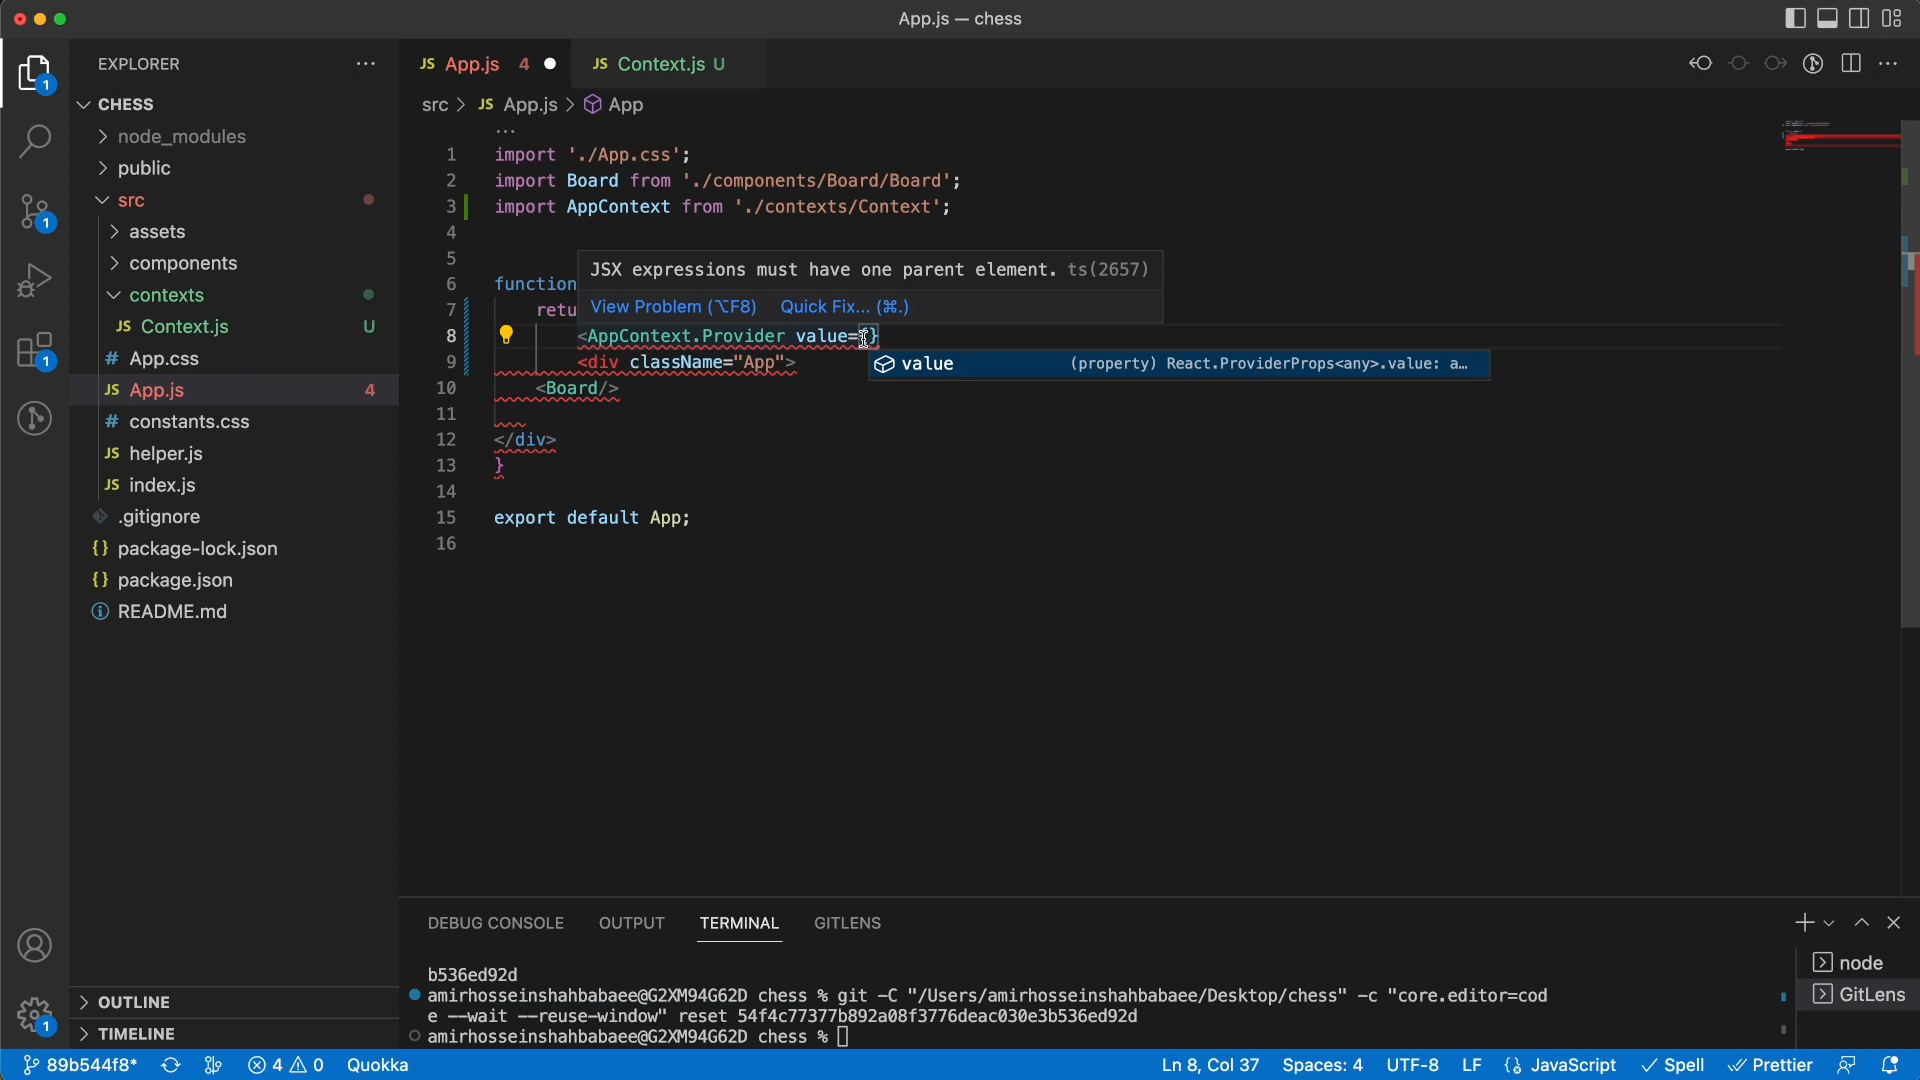 App.js — chess
EXPLORER
CHESS
node_modules
public
src
assets
components
contexts
JS Context.js U
# App.css
JS App.js 4
# constants.css
JS helper.js
JS index.js
.gitignore
{} package-lock.json
{} package.json
README.md
OUTLINE
TIMELINE
1
1
1
1
JS App.js 4
JS Context.js U
src > JS App.js > App
...
1 import './App.css';
2 import Board from './components/Board/Board';
3 import AppContext from './contexts/Context';
4
5
JSX expressions must have one parent element. ts(2657)
6 function
View Problem (⌥F8) Quick Fix... (⌘.)
7 retu
8 <AppContext.Provider value={}
9 <div className="App">
value (property) React.ProviderProps<any>.value: a…
10 <Board/>
11
12 </div>
13 }
14
15 export default App;
16
DEBUG CONSOLE OUTPUT TERMINAL GITLENS
b536ed92d
amirhosseinshahbabaee@G2XM94G62D chess % git -C "/Users/amirhosseinshahbabaee/Desktop/chess" -c "core.editor=cod
e --wait --reuse-window" reset 54f4c77377b892a08f3776deac030e3b536ed92d
amirhosseinshahbabaee@G2XM94G62D chess %
node
GitLens
89b544f8* 4 0 Quokka
Ln 8, Col 37 Spaces: 4 UTF-8 LF {} JavaScript Spell Prettier